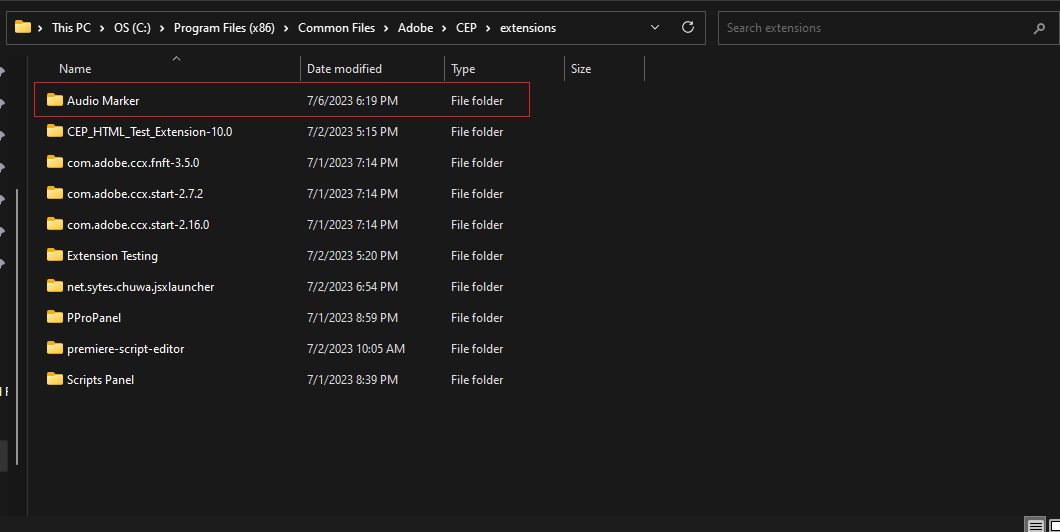 This PC > OS (C:) > Program Files (x86) > Common Files > Adobe > CEP > extensions
Search extensions
Name Date modified Type Size
Audio Marker 7/6/2023 6:19 PM File folder
CEP_HTML_Test_Extension-10.0 7/2/2023 5:15 PM File folder
com.adobe.ccx.fnft-3.5.0 7/1/2023 7:14 PM File folder
com.adobe.ccx.start-2.7.2 7/1/2023 7:14 PM File folder
com.adobe.ccx.start-2.16.0 7/1/2023 7:14 PM File folder
Extension Testing 7/2/2023 5:20 PM File folder
net.sytes.chuwa.jsxlauncher 7/2/2023 6:54 PM File folder
PProPanel 7/1/2023 8:59 PM File folder
premiere-script-editor 7/2/2023 10:05 AM File folder
Scripts Panel 7/1/2023 8:39 PM File folder